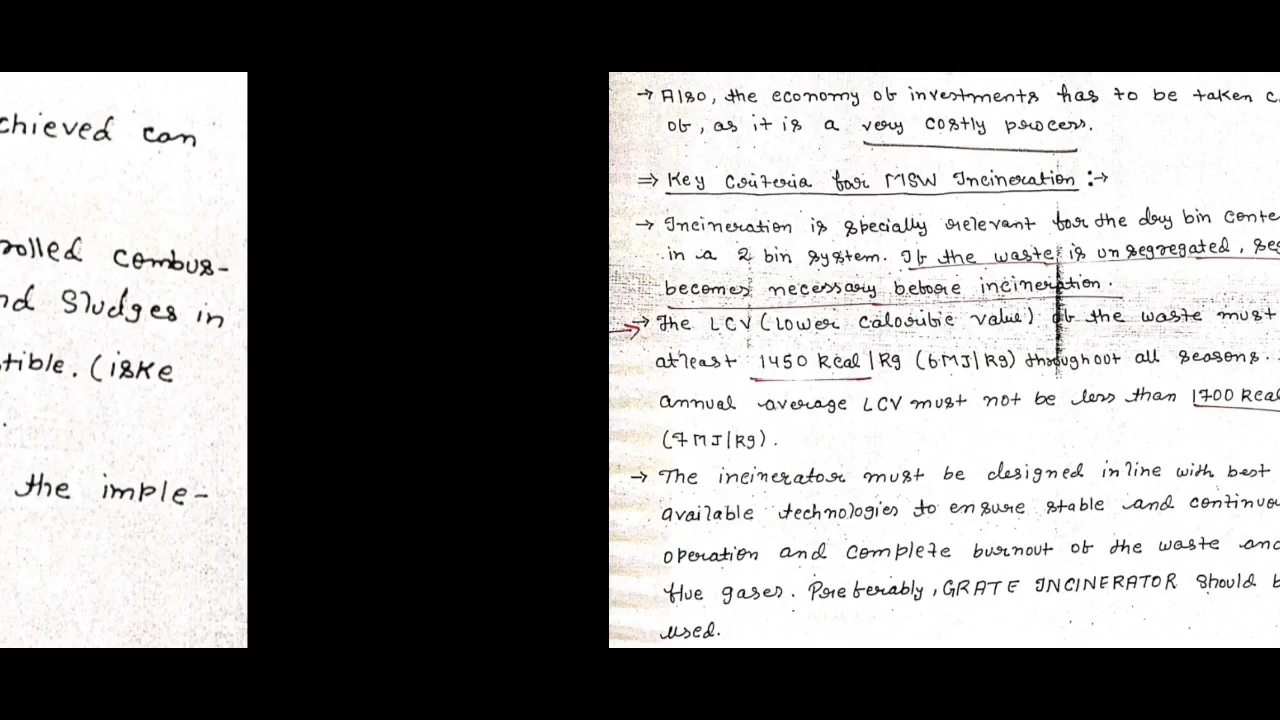 chieved can
rolled combus-
nd Sludges in
tible. (iske
the imple-
→ Also, the economy of investments has to be taken c
of, as it is a very costly process.
⇒ Key Criteria for MSW Incineration :→
→ Incineration is specially relevant for the dry bin conte
in a 2 bin system. If the waste is unsegregated, seg
becomes necessary before incineration.
→ The LCV (lower calorific value) of the waste must
atleast 1450 Kcal/Kg (6MJ/Kg) throughout all seasons.
annual average LCV must not be less than 1700 Kcal
(7MJ/Kg).
→ The incinerator must be designed inline with best
available technologies to ensure stable and continuou
operation and complete burnout of the waste and
flue gases. Preferably, GRATE INCINERATOR should b
used.